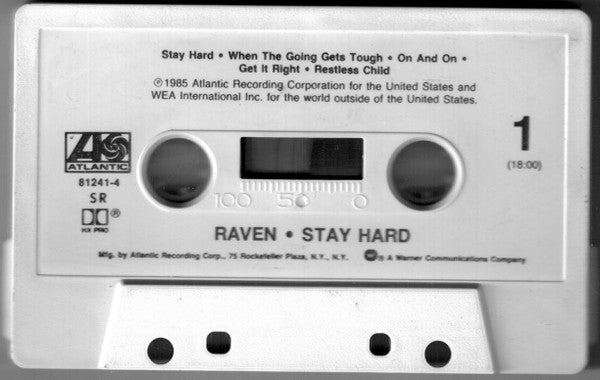 Stay Hard • When The Going Gets Tough • On And On •
Get It Right • Restless Child
℗1985 Atlantic Recording Corporation for the United States and
WEA International Inc. for the world outside of the United States.
ATLANTIC
81241-4
SR
HX PRO
®
1
(18:00)
100 50 0
RAVEN • STAY HARD
Mfg. by Atlantic Recording Corp., 75 Rockefeller Plaza, N.Y., N.Y. ® A Warner Communications Company